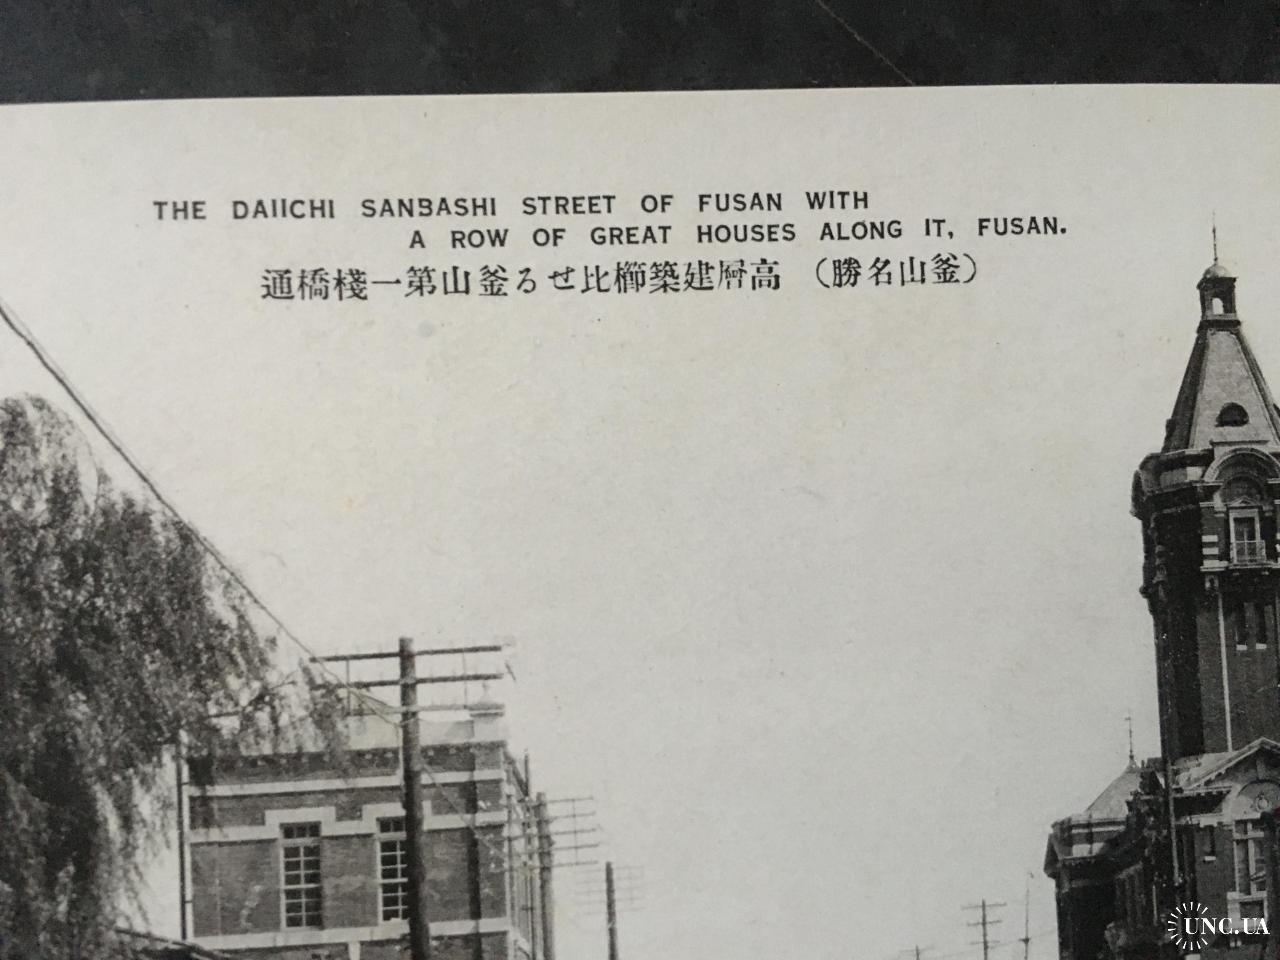 THE DAIICHI SANBASHI STREET OF FUSAN WITH
A ROW OF GREAT HOUSES ALONG IT, FUSAN.
（釜山名勝） 高層建築櫛比せる釜山第一棧橋通
UNC.UA